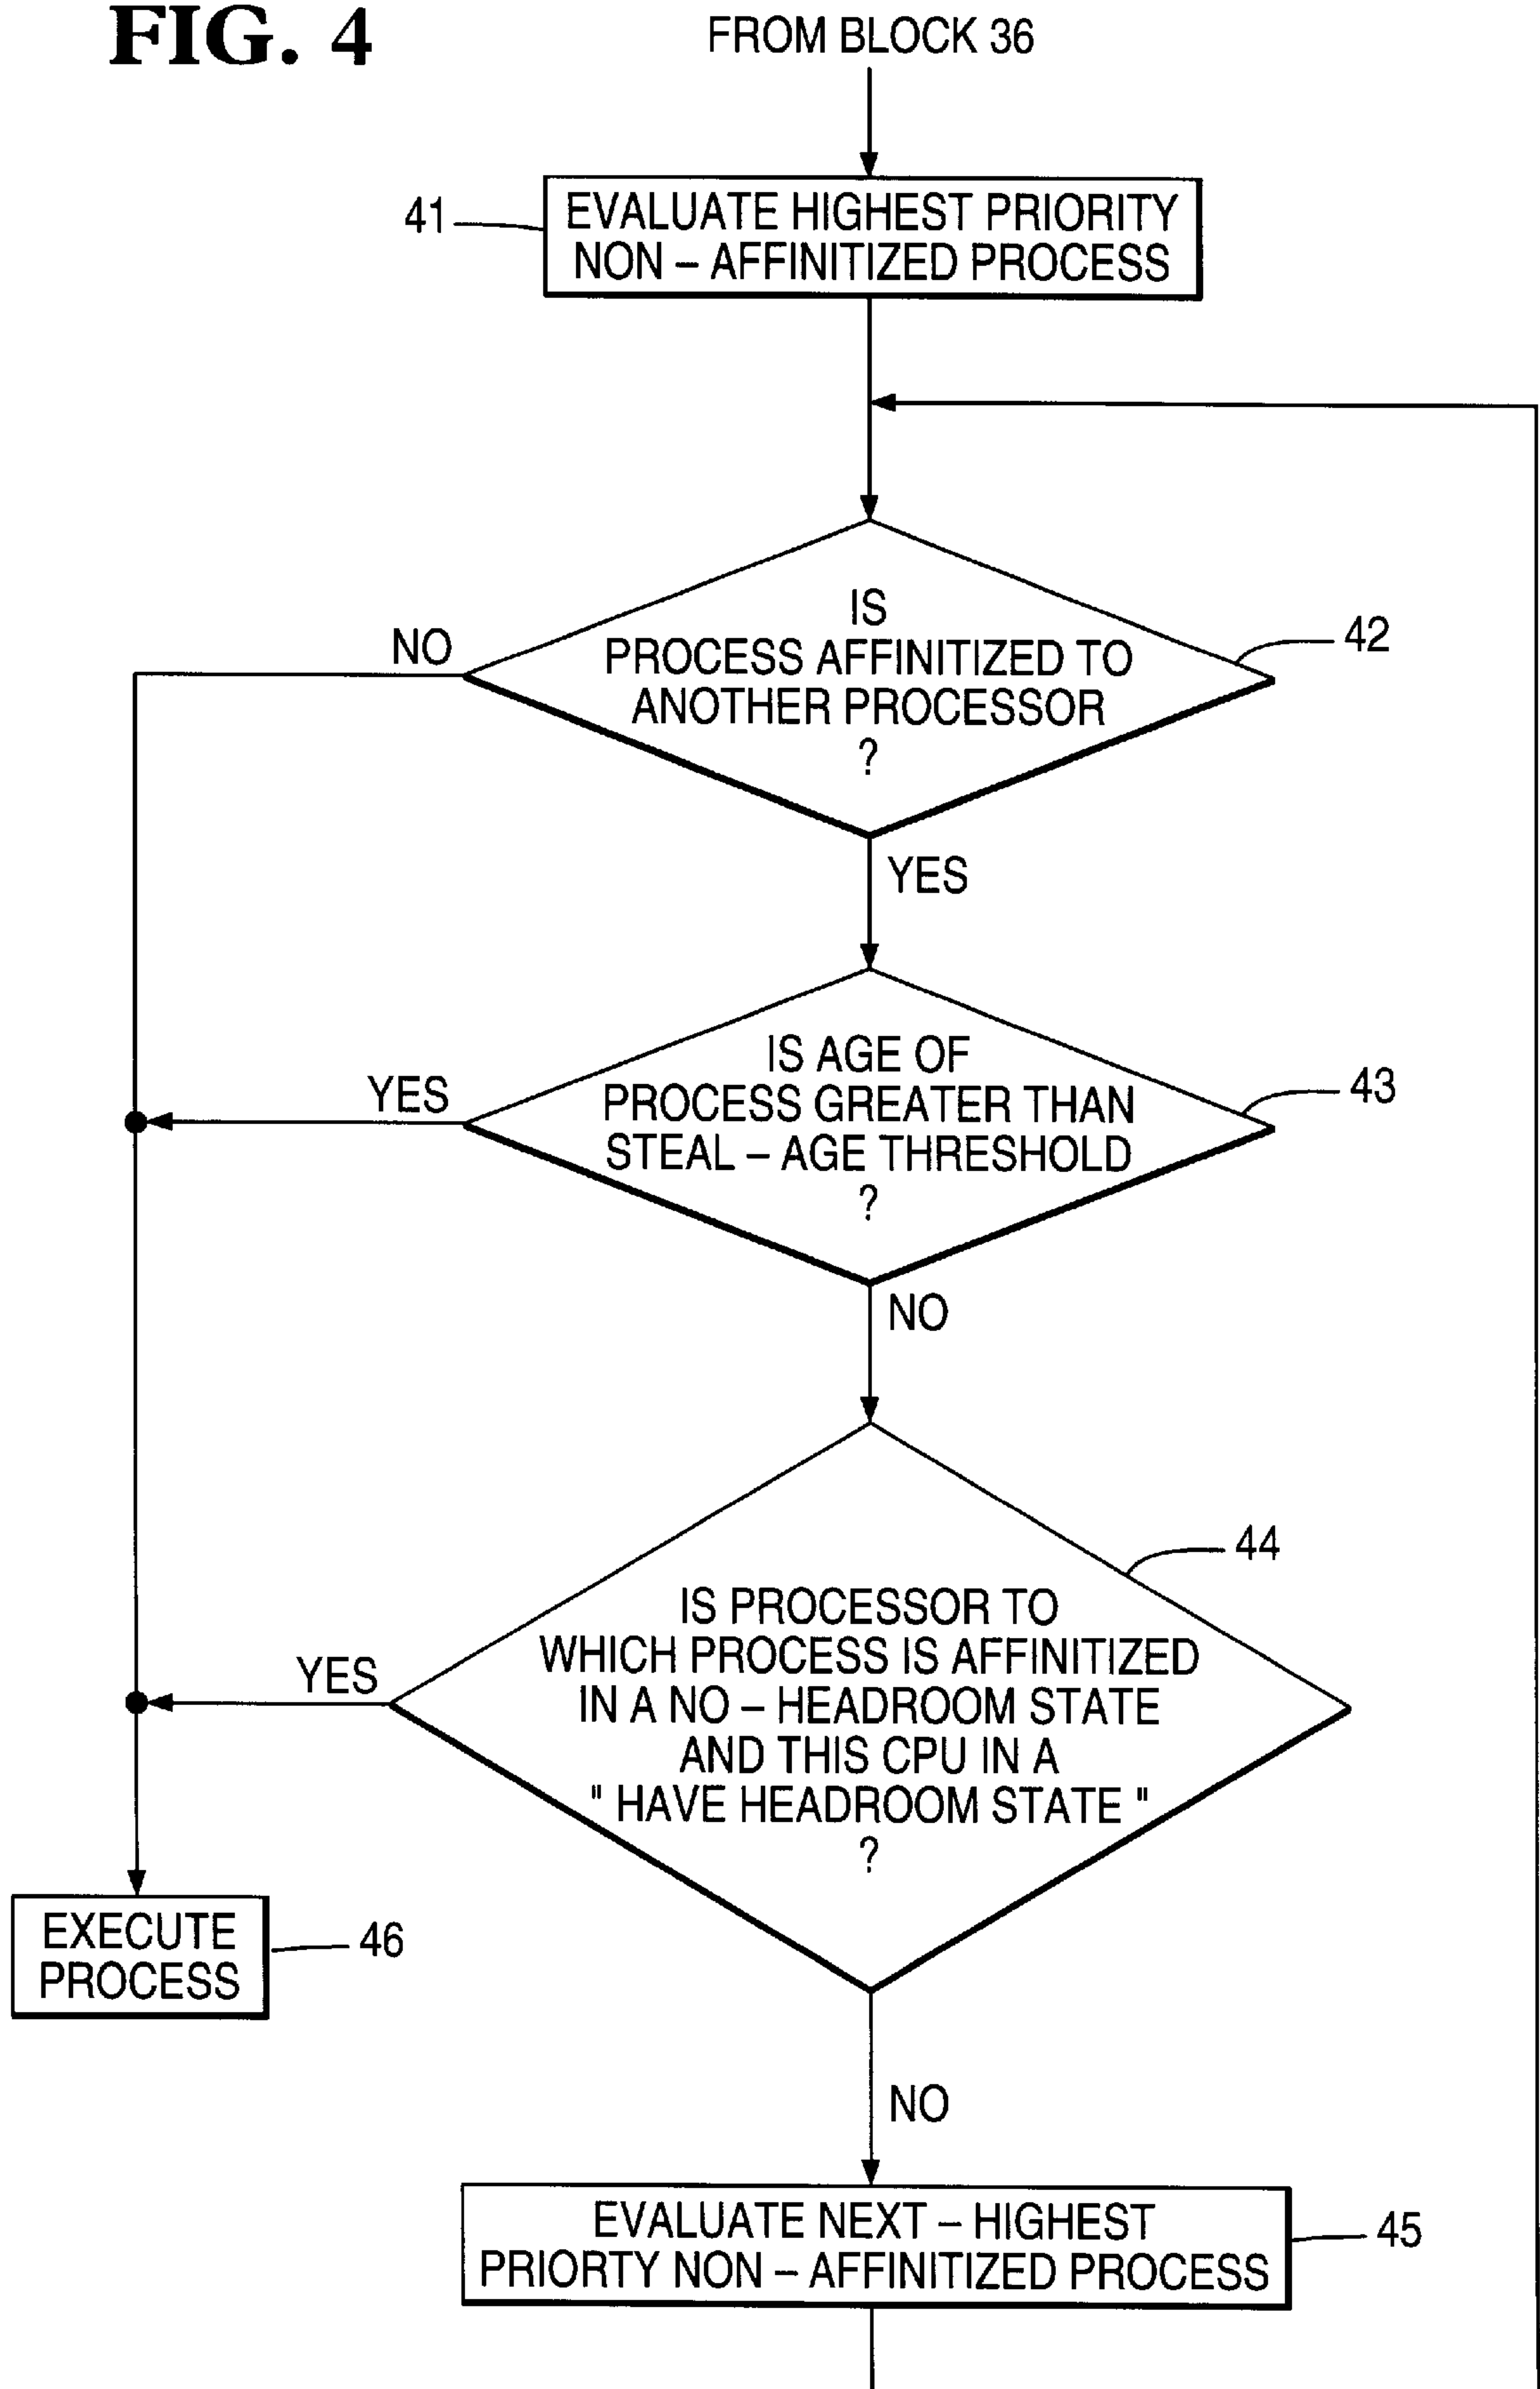 FIG. 4
FROM BLOCK 36
41
EVALUATE HIGHEST PRIORITY
NON – AFFINITIZED PROCESS
IS
PROCESS AFFINITIZED TO
ANOTHER PROCESSOR
?
42
NO
YES
IS AGE OF
PROCESS GREATER THAN
STEAL – AGE THRESHOLD
?
43
YES
NO
IS PROCESSOR TO
WHICH PROCESS IS AFFINITIZED
IN A NO – HEADROOM STATE
AND THIS CPU IN A
" HAVE HEADROOM STATE "
?
44
YES
EXECUTE
PROCESS
46
NO
EVALUATE NEXT – HIGHEST
PRIORTY NON – AFFINITIZED PROCESS
45